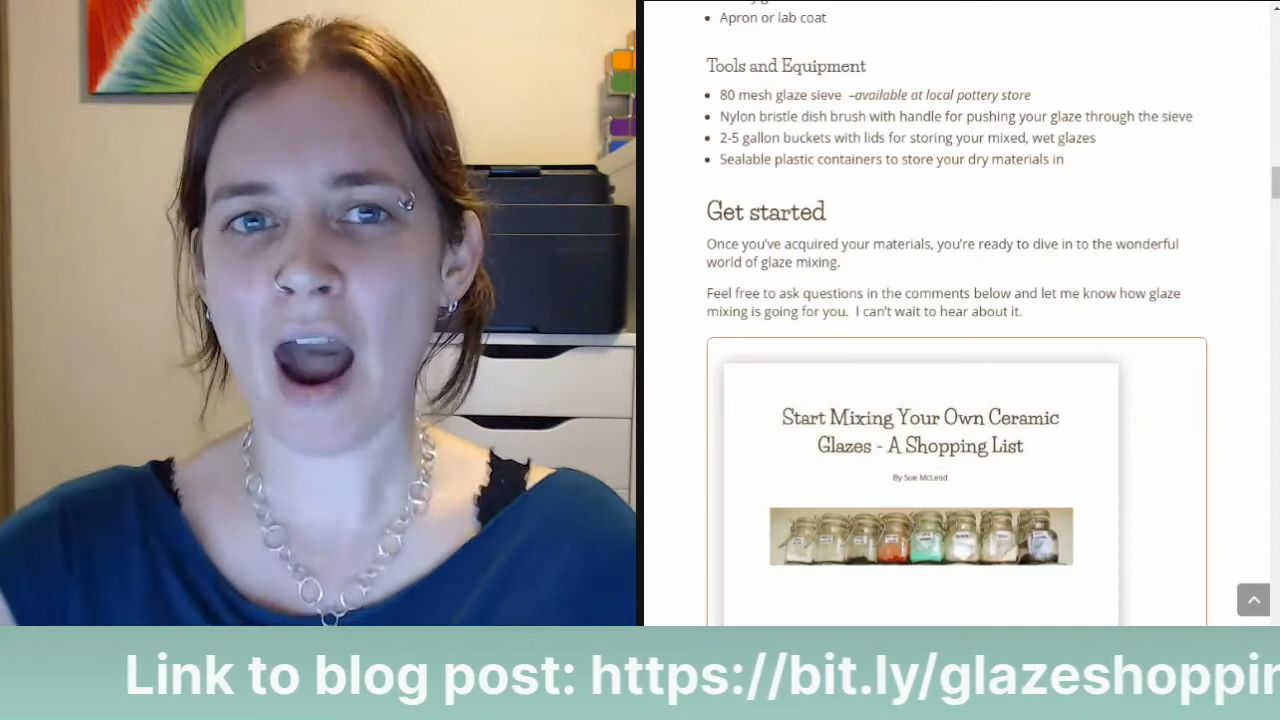 Apron or lab coat
Tools and Equipment
80 mesh glaze sieve –available at local pottery store
Nylon bristle dish brush with handle for pushing your glaze through the sieve
2-5 gallon buckets with lids for storing your mixed, wet glazes
Sealable plastic containers to store your dry materials in
Get started
Once you've acquired your materials, you're ready to dive in to the wonderful
world of glaze mixing.
Feel free to ask questions in the comments below and let me know how glaze
mixing is going for you. I can't wait to hear about it.
Start Mixing Your Own Ceramic
Glazes - A Shopping List
By Sue McLeod
Link to blog post: https://bit.ly/glazeshoppin